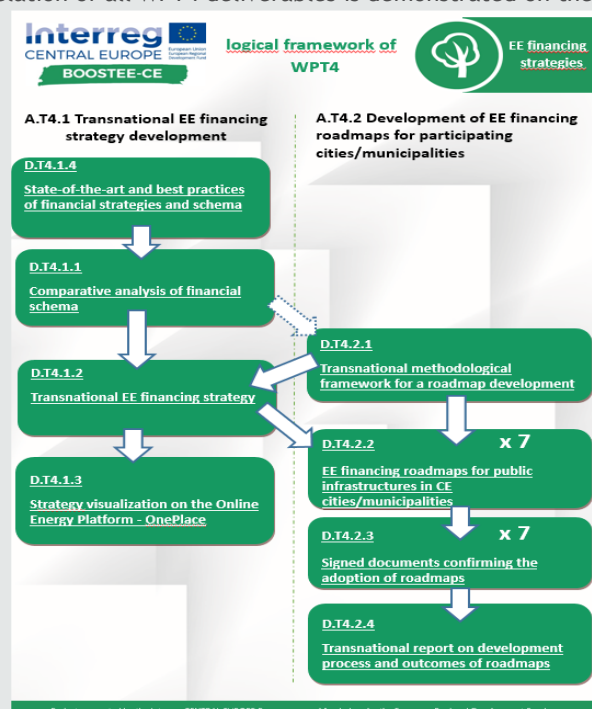 Interreg
CENTRAL EUROPE
European Union
European Regional
Development Fund
BOOSTEE-CE
logical framework of
WPT4
EE financing
strategies
A.T4.1 Transnational EE financing
strategy development
A.T4.2 Development of EE financing
roadmaps for participating
cities/municipalities
D.T4.1.4
State-of-the-art and best practices
of financial strategies and schema
D.T4.1.1
Comparative analysis of financial
schema
D.T4.1.2
Transnational EE financing strategy
D.T4.1.3
Strategy visualization on the Online
Energy Platform - OnePlace
D.T4.2.1
Transnational methodological
framework for a roadmap development
D.T4.2.2 x 7
EE financing roadmaps for public
infrastructures in CE
cities/municipalities
D.T4.2.3 x 7
Signed documents confirming the
adoption of roadmaps
D.T4.2.4
Transnational report on development
process and outcomes of roadmaps